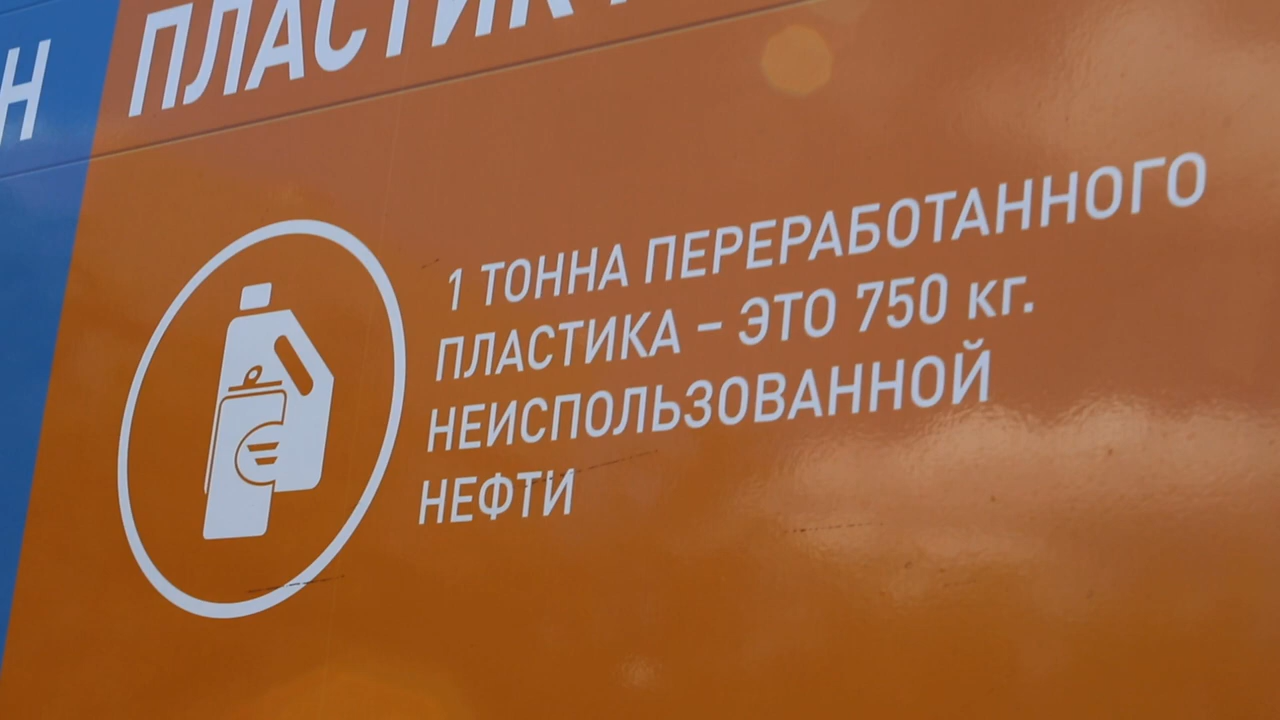 ПЛАСТИК
1 ТОННА ПЕРЕРАБОТАННОГО
ПЛАСТИКА – ЭТО 750 кг.
НЕИСПОЛЬЗОВАННОЙ
НЕФТИ